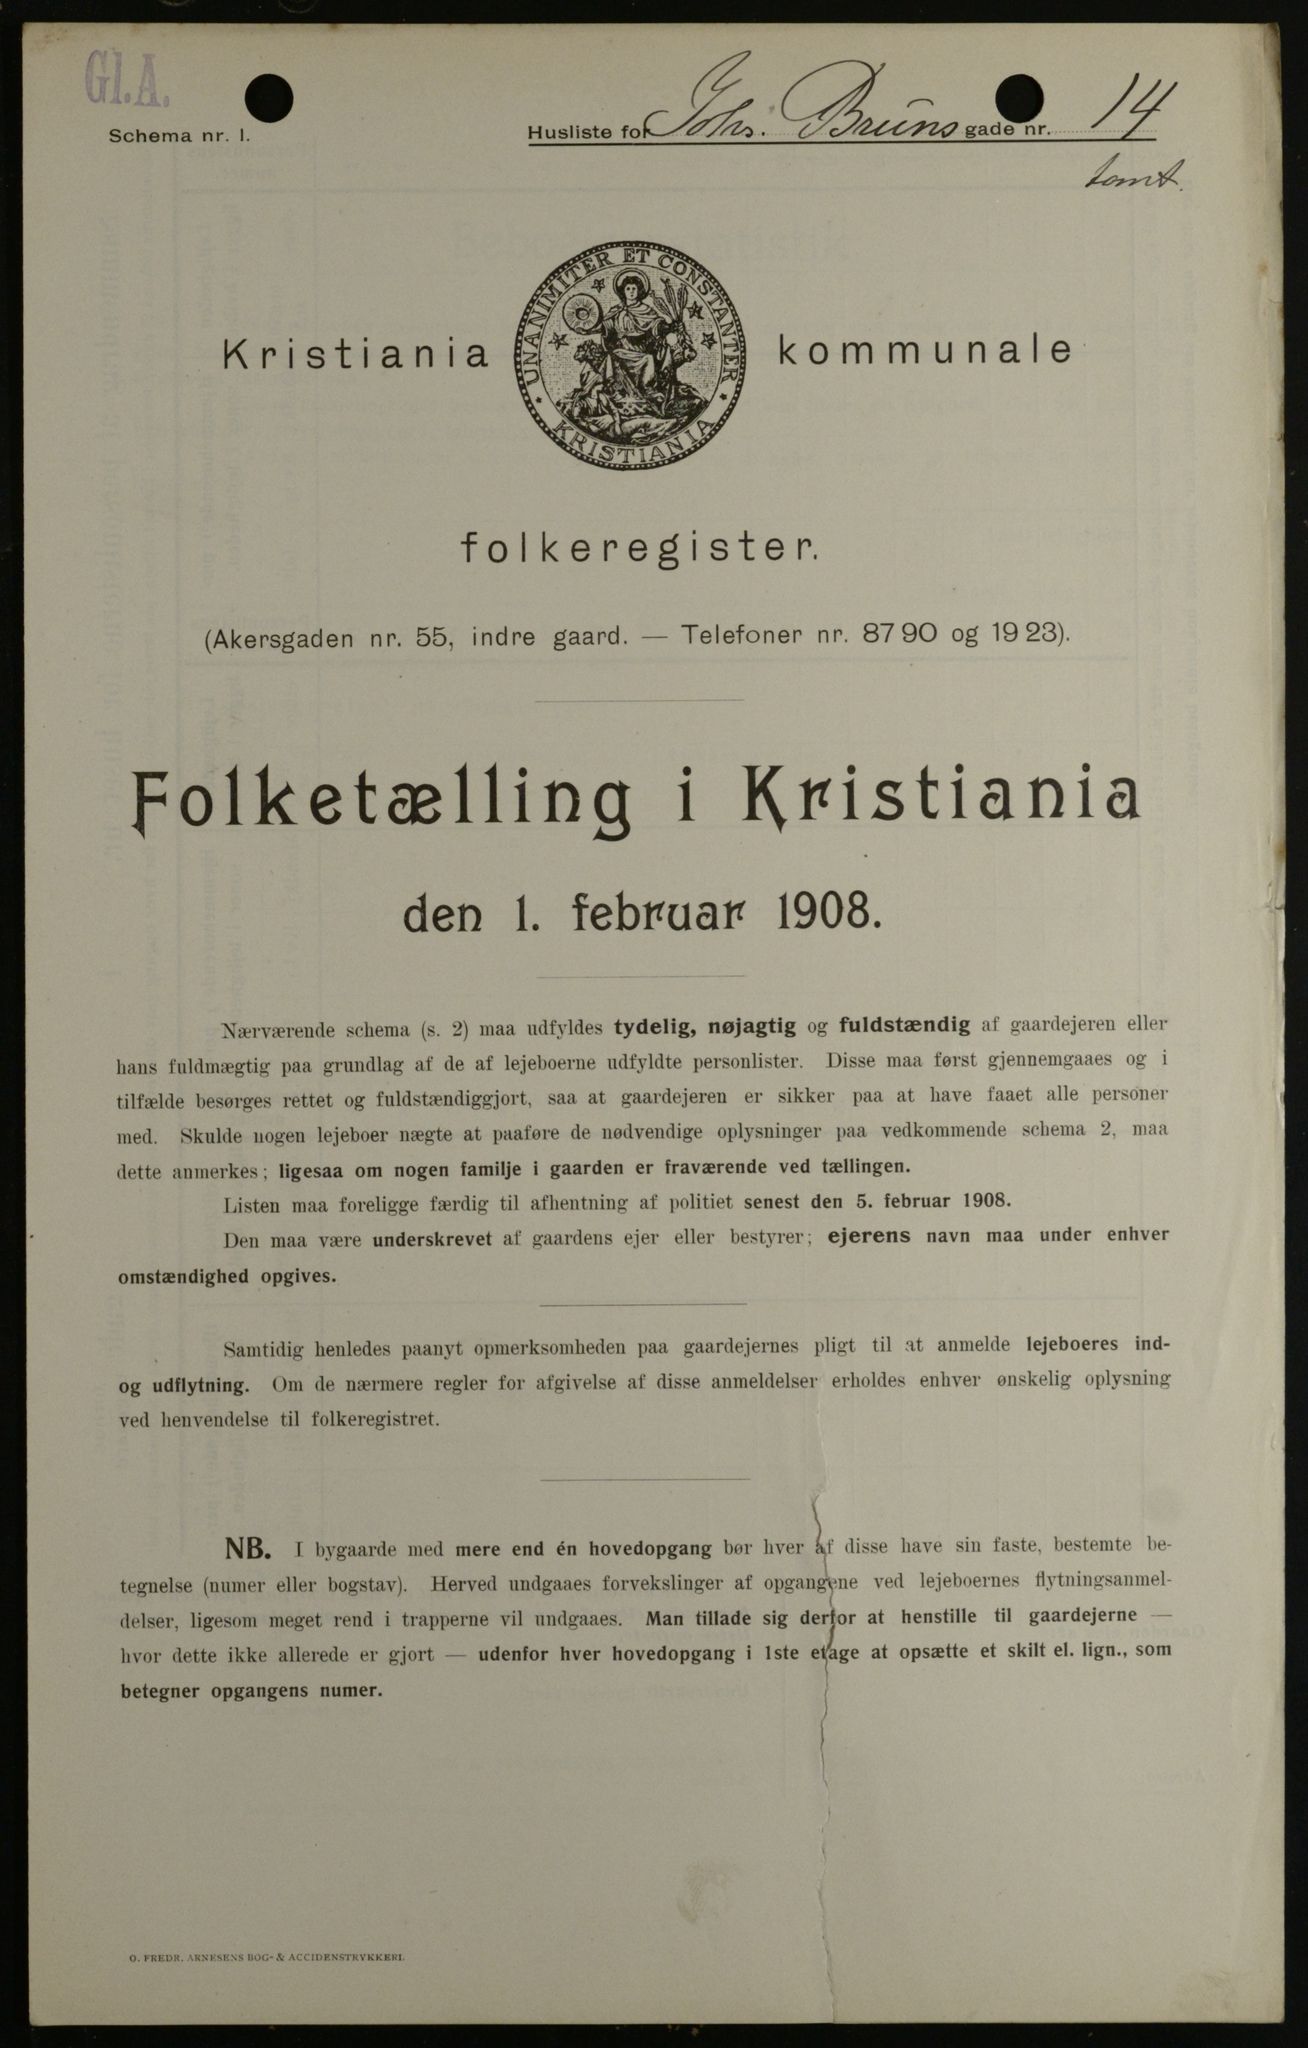 Gl. A.
Schema nr. 1.
Husliste for Johs. Bruns gade nr. 14
tomt.
UNANIMITER ET CONSTANTER
KRISTIANIA
Kristiania kommunale
folkeregister.
(Akersgaden nr. 55, indre gaard. — Telefoner nr. 87 90 og 19 23).
Folketælling i Kristiania
den 1. februar 1908.
Nærværende schema (s. 2) maa udfyldes tydelig, nøjagtig og fuldstændig af gaardejeren eller
hans fuldmægtig paa grundlag af de af lejeboerne udfyldte personlister. Disse maa først gjennemgaaes og i
tilfælde besørges rettet og fuldstændiggjort, saa at gaardejeren er sikker paa at have faaet alle personer
med. Skulde nogen lejeboer nægte at paaføre de nødvendige oplysninger paa vedkommende schema 2, maa
dette anmerkes; ligesaa om nogen familje i gaarden er fraværende ved tællingen.
Listen maa foreligge færdig til afhentning af politiet senest den 5. februar 1908.
Den maa være underskrevet af gaardens ejer eller bestyrer; ejerens navn maa under enhver
omstændighed opgives.
Samtidig henledes paanyt opmerksomheden paa gaardejernes pligt til at anmelde lejeboeres ind-
og udflytning. Om de nærmere regler for afgivelse af disse anmeldelser erholdes enhver ønskelig oplysning
ved henvendelse til folkeregistret.
NB. I bygaarde med mere end én hovedopgang bør hver af disse have sin faste, bestemte be-
tegnelse (numer eller bogstav). Herved undgaaes forvekslinger af opgangene ved lejeboernes flytningsanmel-
delser, ligesom meget rend i trapperne vil undgaaes. Man tillade sig derfor at henstille til gaardejerne —
hvor dette ikke allerede er gjort — udenfor hver hovedopgang i 1ste etage at opsætte et skilt el. lign., som
betegner opgangens numer.
O. FREDR. ARNESENS BOG- & ACCIDENSTRYKKERI.